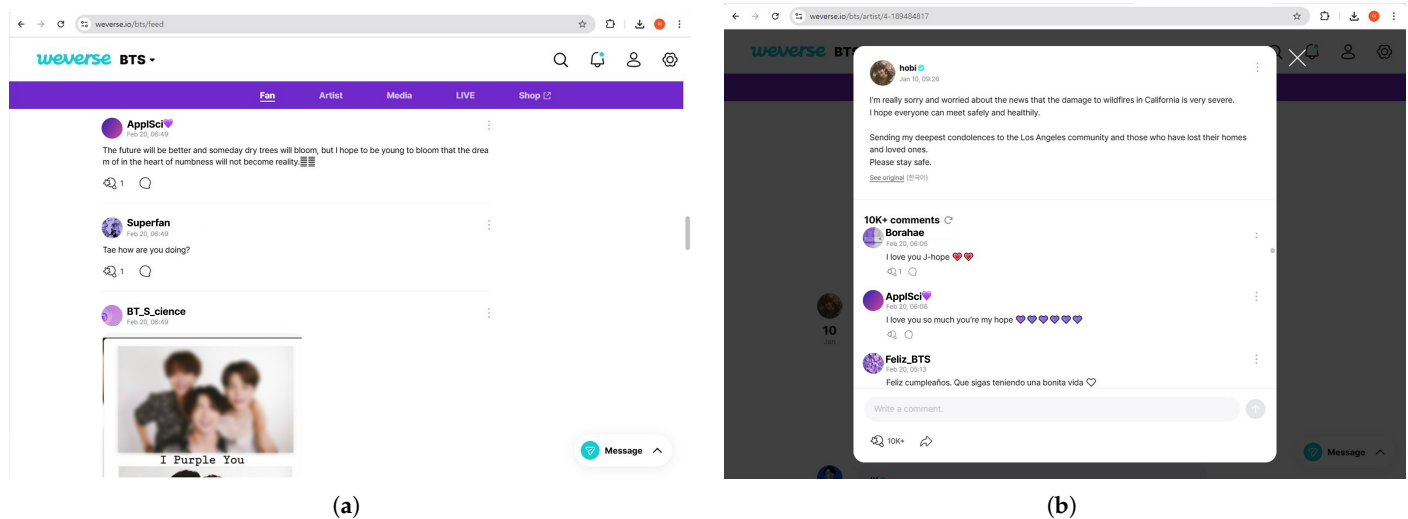 weverse.io/bts/feed
weverse BTS
Fan Artist Media LIVE Shop
ApplSci💜
Feb 20, 06:49
The future will be better and someday dry trees will bloom, but I hope to be young to bloom that the drea
m of in the heart of numbness will not become reality.
1
Superfan
Feb 20, 06:49
Tae how are you doing?
1
BT_S_cience
Feb 20, 06:49
I Purple You
Message
(a)
weverse.io/bts/artist/4-189484817
weverse BTS
hobi
Jan 10, 09:26
I'm really sorry and worried about the news that the damage to wildfires in California is very severe.
I hope everyone can meet safely and healthily.
Sending my deepest condolences to the Los Angeles community and those who have lost their homes
and loved ones.
Please stay safe.
See original (한국어)
10K+ comments
Borahae
Feb 20, 06:06
I love you J-hope ❤❤
1
ApplSci💜
Feb 20, 06:06
I love you so much you're my hope 💜💜💜💜💜💜
Feliz_BTS
Feb 20, 05:13
Feliz cumpleaños. Que sigas teniendo una bonita vida ♡
Write a comment.
10K+
10
Jan
Message
(b)